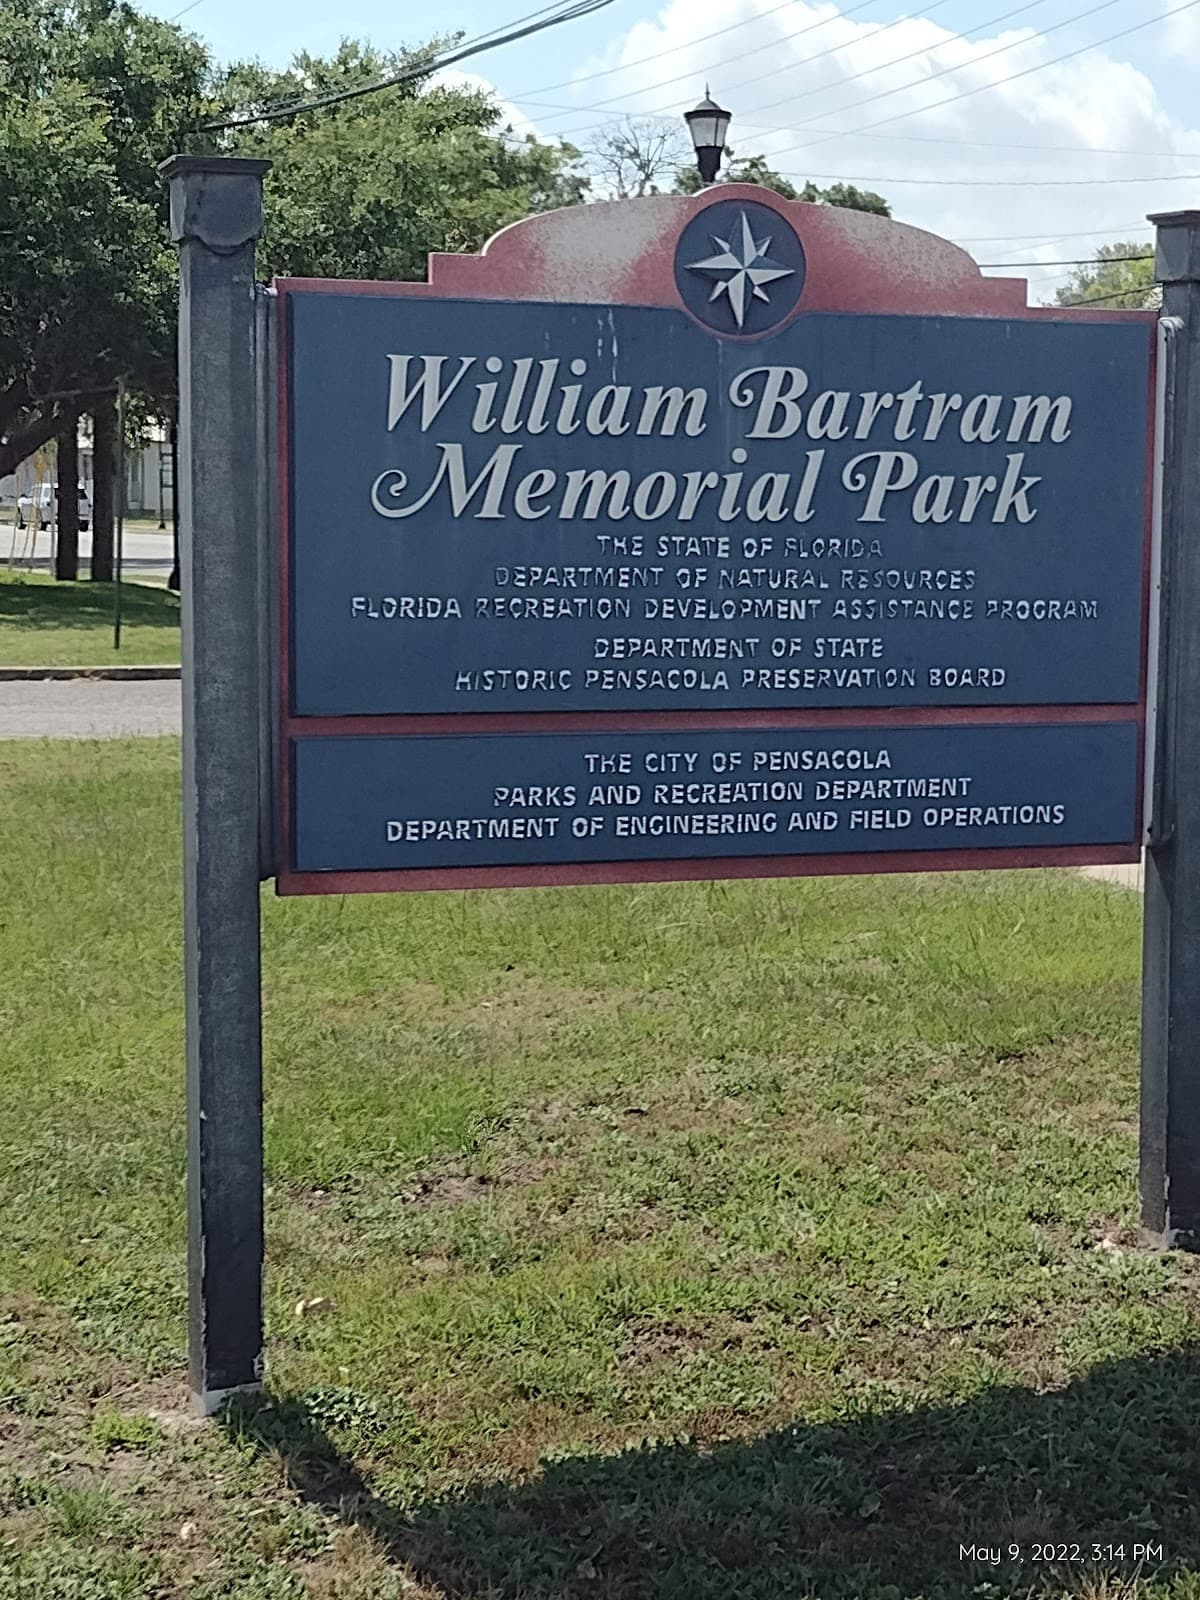 William Bartram
Memorial Park
THE STATE OF FLORIDA
DEPARTMENT OF NATURAL RESOURCES
FLORIDA RECREATION DEVELOPMENT ASSISTANCE PROGRAM
DEPARTMENT OF STATE
HISTORIC PENSACOLA PRESERVATION BOARD
THE CITY OF PENSACOLA
PARKS AND RECREATION DEPARTMENT
DEPARTMENT OF ENGINEERING AND FIELD OPERATIONS
May 9, 2022, 3:14 PM